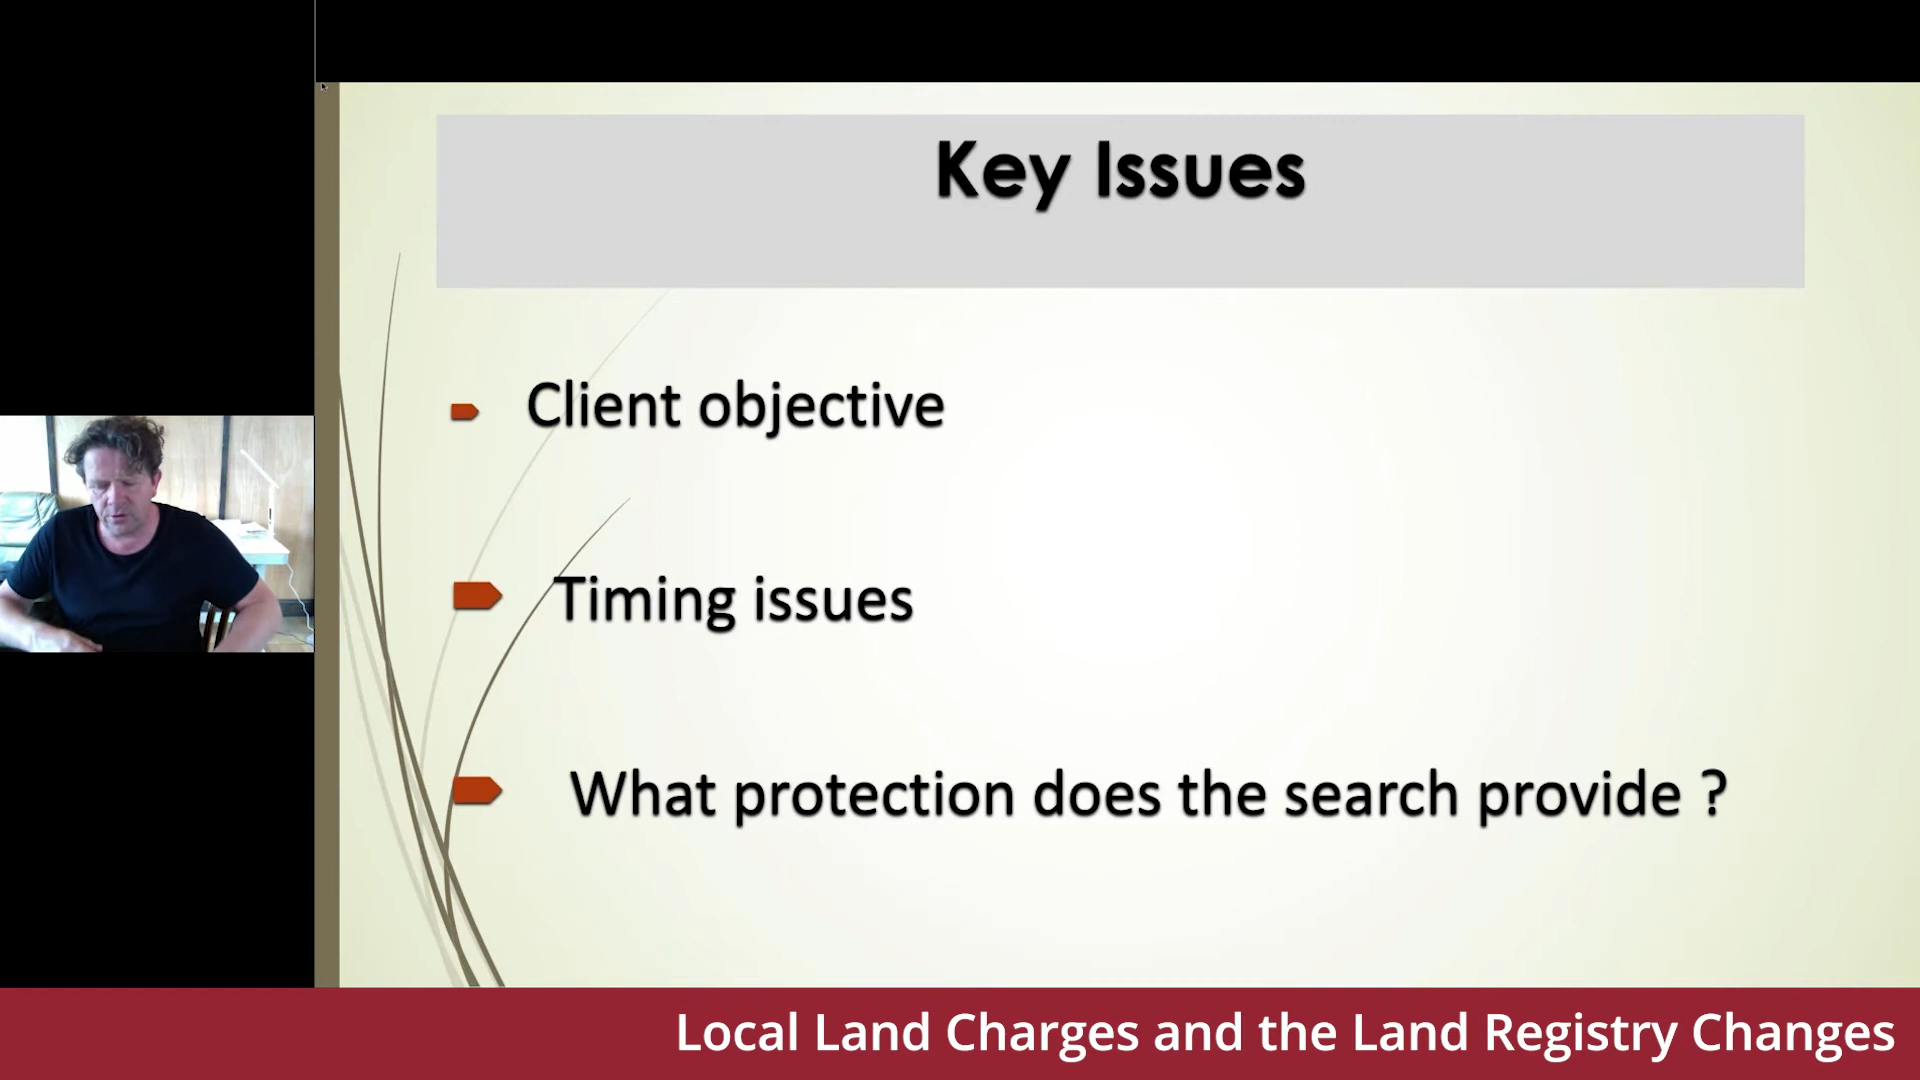 Key Issues
Client objective
Timing issues
What protection does the search provide ?
Local Land Charges and the Land Registry Changes